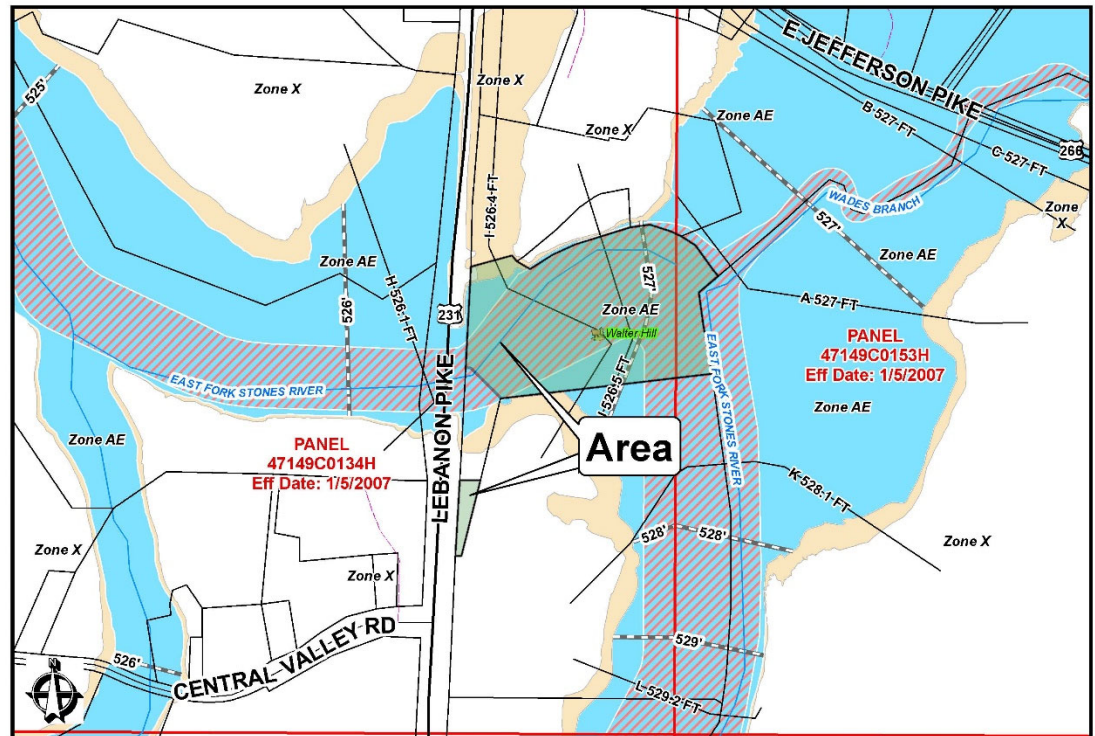 E JEFFERSON PIKE
Zone X
Zone X
525'
Zone X
Zone AE
B-527-FT
C-527-FT
266
WADES BRANCH
Zone
X
527'
Zone AE
I-526.4-FT
Zone AE
H-526.1-FT
526'
231
527'
Zone AE
Walter Hill
A-527-FT
PANEL
47149C0153H
Eff Date: 1/5/2007
Zone AE
EAST FORK STONES RIVER
EAST FORK STONES RIVER
LEBANON PIKE
Area
Zone AE
PANEL
47149C0134H
Eff Date: 1/5/2007
K-528.1-FT
528'
528'
Zone X
Zone X
Zone X
529'
526'
CENTRAL VALLEY RD
L-529.2-FT
N